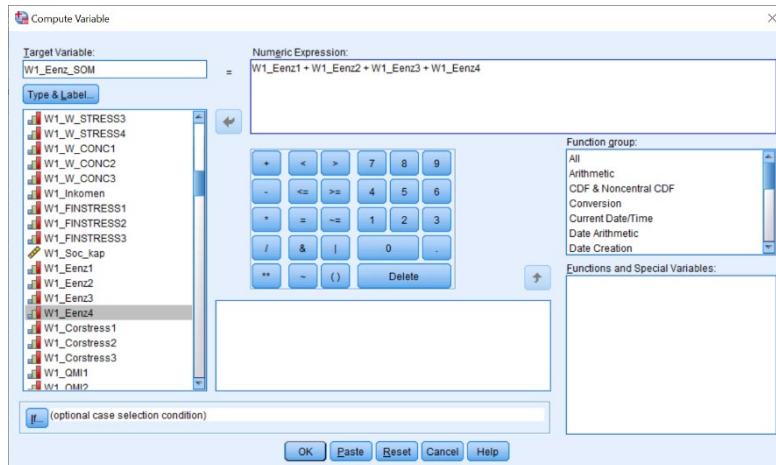 Compute Variable
Target Variable:
W1_Eenz_SOM
=
Numeric Expression:
W1_Eenz1 + W1_Eenz2 + W1_Eenz3 + W1_Eenz4
Type & Label...
W1_W_STRESS3
W1_W_STRESS4
W1_W_CONC1
W1_W_CONC2
W1_W_CONC3
W1_Inkomen
W1_FINSTRESS1
W1_FINSTRESS2
W1_FINSTRESS3
W1_Soc_kap
W1_Eenz1
W1_Eenz2
W1_Eenz3
W1_Eenz4
W1_Corstress1
W1_Corstress2
W1_Corstress3
W1_QMI1
W1_QMI2
+ < > 7 8 9
- <= >= 4 5 6
* = ~= 1 2 3
/ & | 0 .
** ~ ( ) Delete
Function group:
All
Arithmetic
CDF & Noncentral CDF
Conversion
Current Date/Time
Date Arithmetic
Date Creation
Functions and Special Variables:
If... (optional case selection condition)
OK Paste Reset Cancel Help